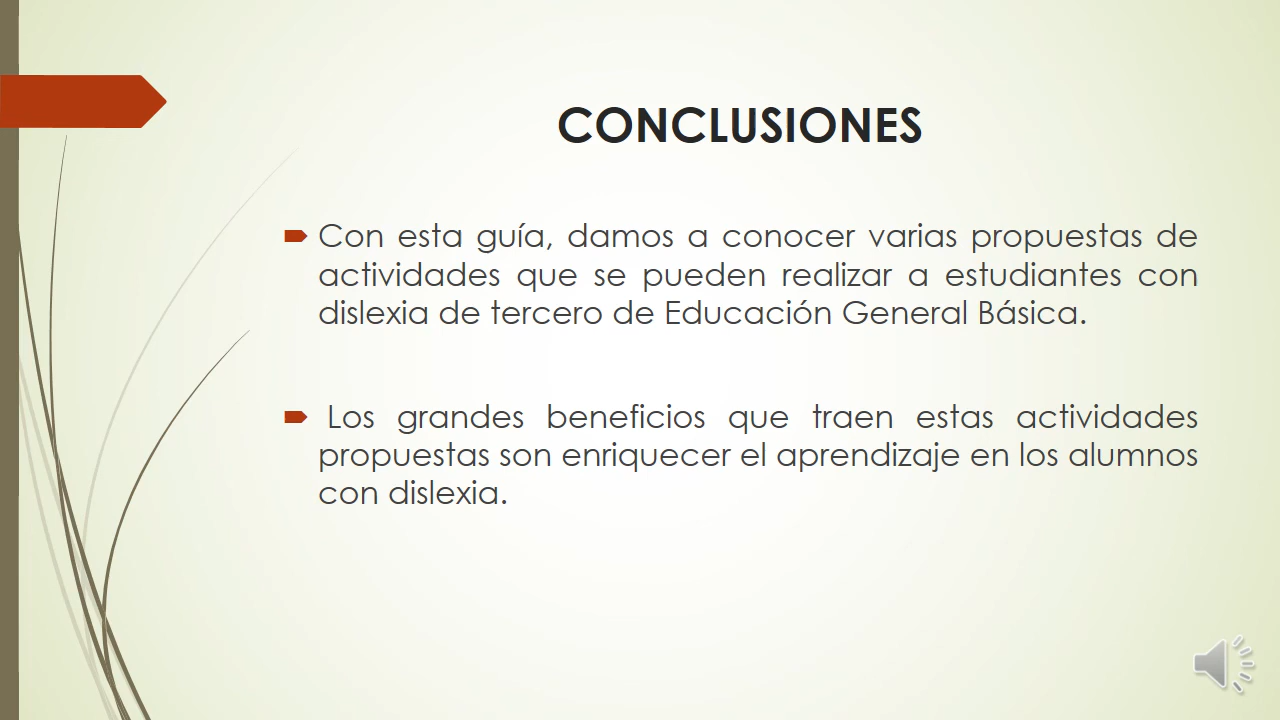 CONCLUSIONES
Con esta guía, damos a conocer varias propuestas de
actividades que se pueden realizar a estudiantes con
dislexia de tercero de Educación General Básica.
Los grandes beneficios que traen estas actividades
propuestas son enriquecer el aprendizaje en los alumnos
con dislexia.